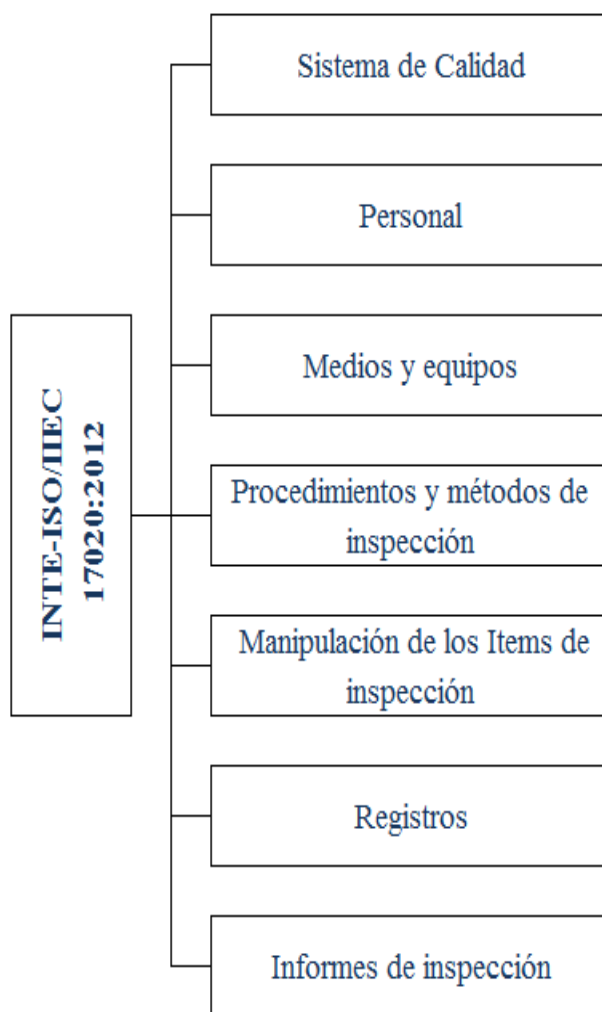 INTE-ISO/IIEC
17020:2012
Sistema de Calidad
Personal
Medios y equipos
Procedimientos y métodos de
inspección
Manipulación de los Items de
inspección
Registros
Informes de inspección